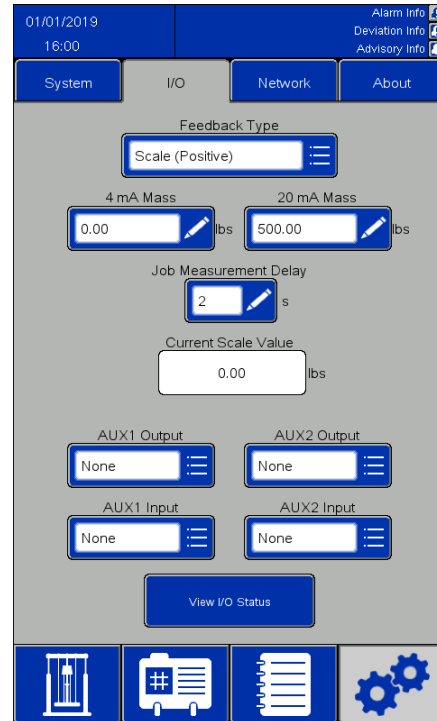 01/01/2019
16:00
Alarm Info
Deviation Info
Advisory Info
System
I/O
Network
About
Feedback Type
Scale (Positive)
4 mA Mass
20 mA Mass
0.00
lbs
500.00
lbs
Job Measurement Delay
2
s
Current Scale Value
0.00
lbs
AUX1 Output
AUX2 Output
None
None
AUX1 Input
AUX2 Input
None
None
View I/O Status
#